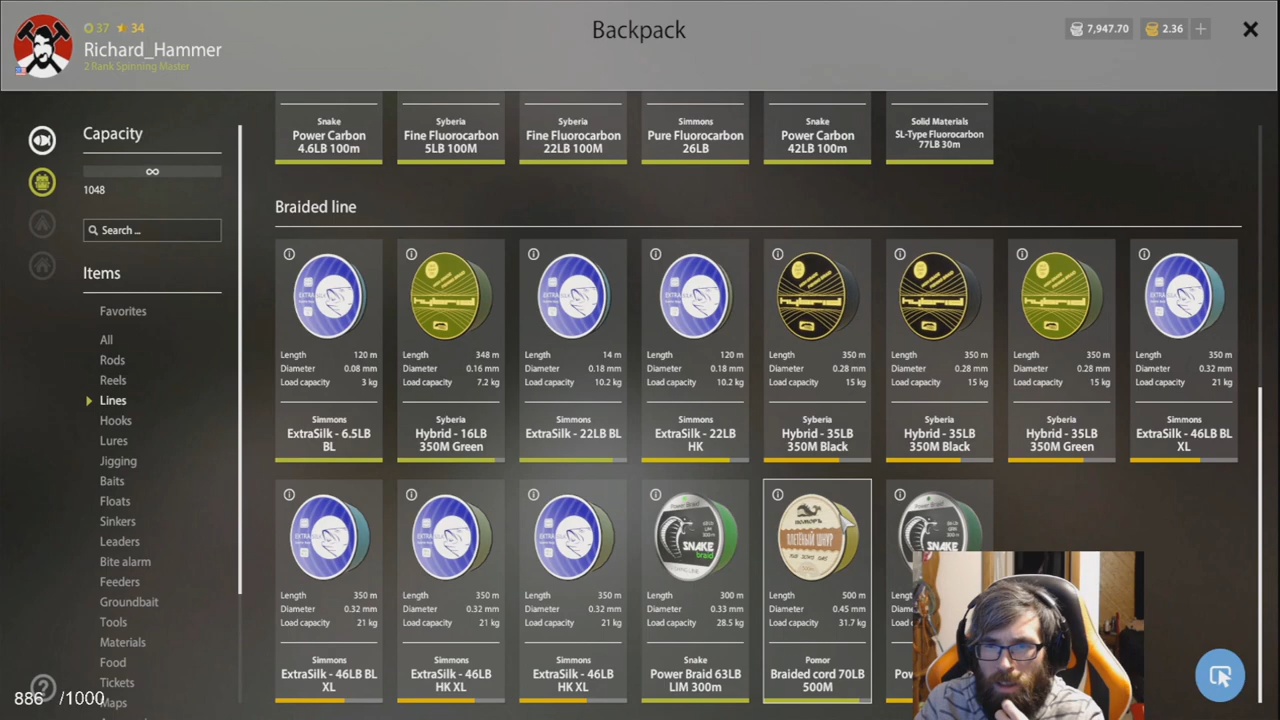 37 34
Richard_Hammer
2 Rank Spinning Master
Backpack
7,947.70 2.36
Capacity
1048
Search ...
Items
Favorites
All
Rods
Reels
Lines
Hooks
Lures
Jigging
Baits
Floats
Sinkers
Leaders
Bite alarm
Feeders
Groundbait
Tools
Materials
Food
Tickets
Maps
886 /1000
Snake
Power Carbon
4.6LB 100m
Syberia
Fine Fluorocarbon
5LB 100M
Syberia
Fine Fluorocarbon
22LB 100M
Simmons
Pure Fluorocarbon
26LB
Snake
Power Carbon
42LB 100m
Solid Materials
SL-Type Fluorocarbon
77LB 30m
Braided line
Length 120 m
Diameter 0.08 mm
Load capacity 3 kg
Simmons
ExtraSilk - 6.5LB
BL
Length 348 m
Diameter 0.16 mm
Load capacity 7.2 kg
Syberia
Hybrid - 16LB
350M Green
Length 14 m
Diameter 0.18 mm
Load capacity 10.2 kg
Simmons
ExtraSilk - 22LB BL
Length 120 m
Diameter 0.18 mm
Load capacity 10.2 kg
Simmons
ExtraSilk - 22LB
HK
Length 350 m
Diameter 0.28 mm
Load capacity 15 kg
Syberia
Hybrid - 35LB
350M Black
Length 350 m
Diameter 0.28 mm
Load capacity 15 kg
Syberia
Hybrid - 35LB
350M Black
Length 350 m
Diameter 0.28 mm
Load capacity 15 kg
Syberia
Hybrid - 35LB
350M Green
Length 350 m
Diameter 0.32 mm
Load capacity 21 kg
Simmons
ExtraSilk - 46LB BL
XL
Length 350 m
Diameter 0.32 mm
Load capacity 21 kg
Simmons
ExtraSilk - 46LB BL
XL
Length 350 m
Diameter 0.32 mm
Load capacity 21 kg
Simmons
ExtraSilk - 46LB
HK XL
Length 350 m
Diameter 0.32 mm
Load capacity 21 kg
Simmons
ExtraSilk - 46LB
HK XL
SNAKE
braid
Length 300 m
Diameter 0.33 mm
Load capacity 28.5 kg
Snake
Power Braid 63LB
LIM 300m
ПОМОРЪ
ПЛЕТЁНЫЙ ШНУР
Length 500 m
Diameter 0.45 mm
Load capacity 31.7 kg
Pomor
Braided cord 70LB
500M